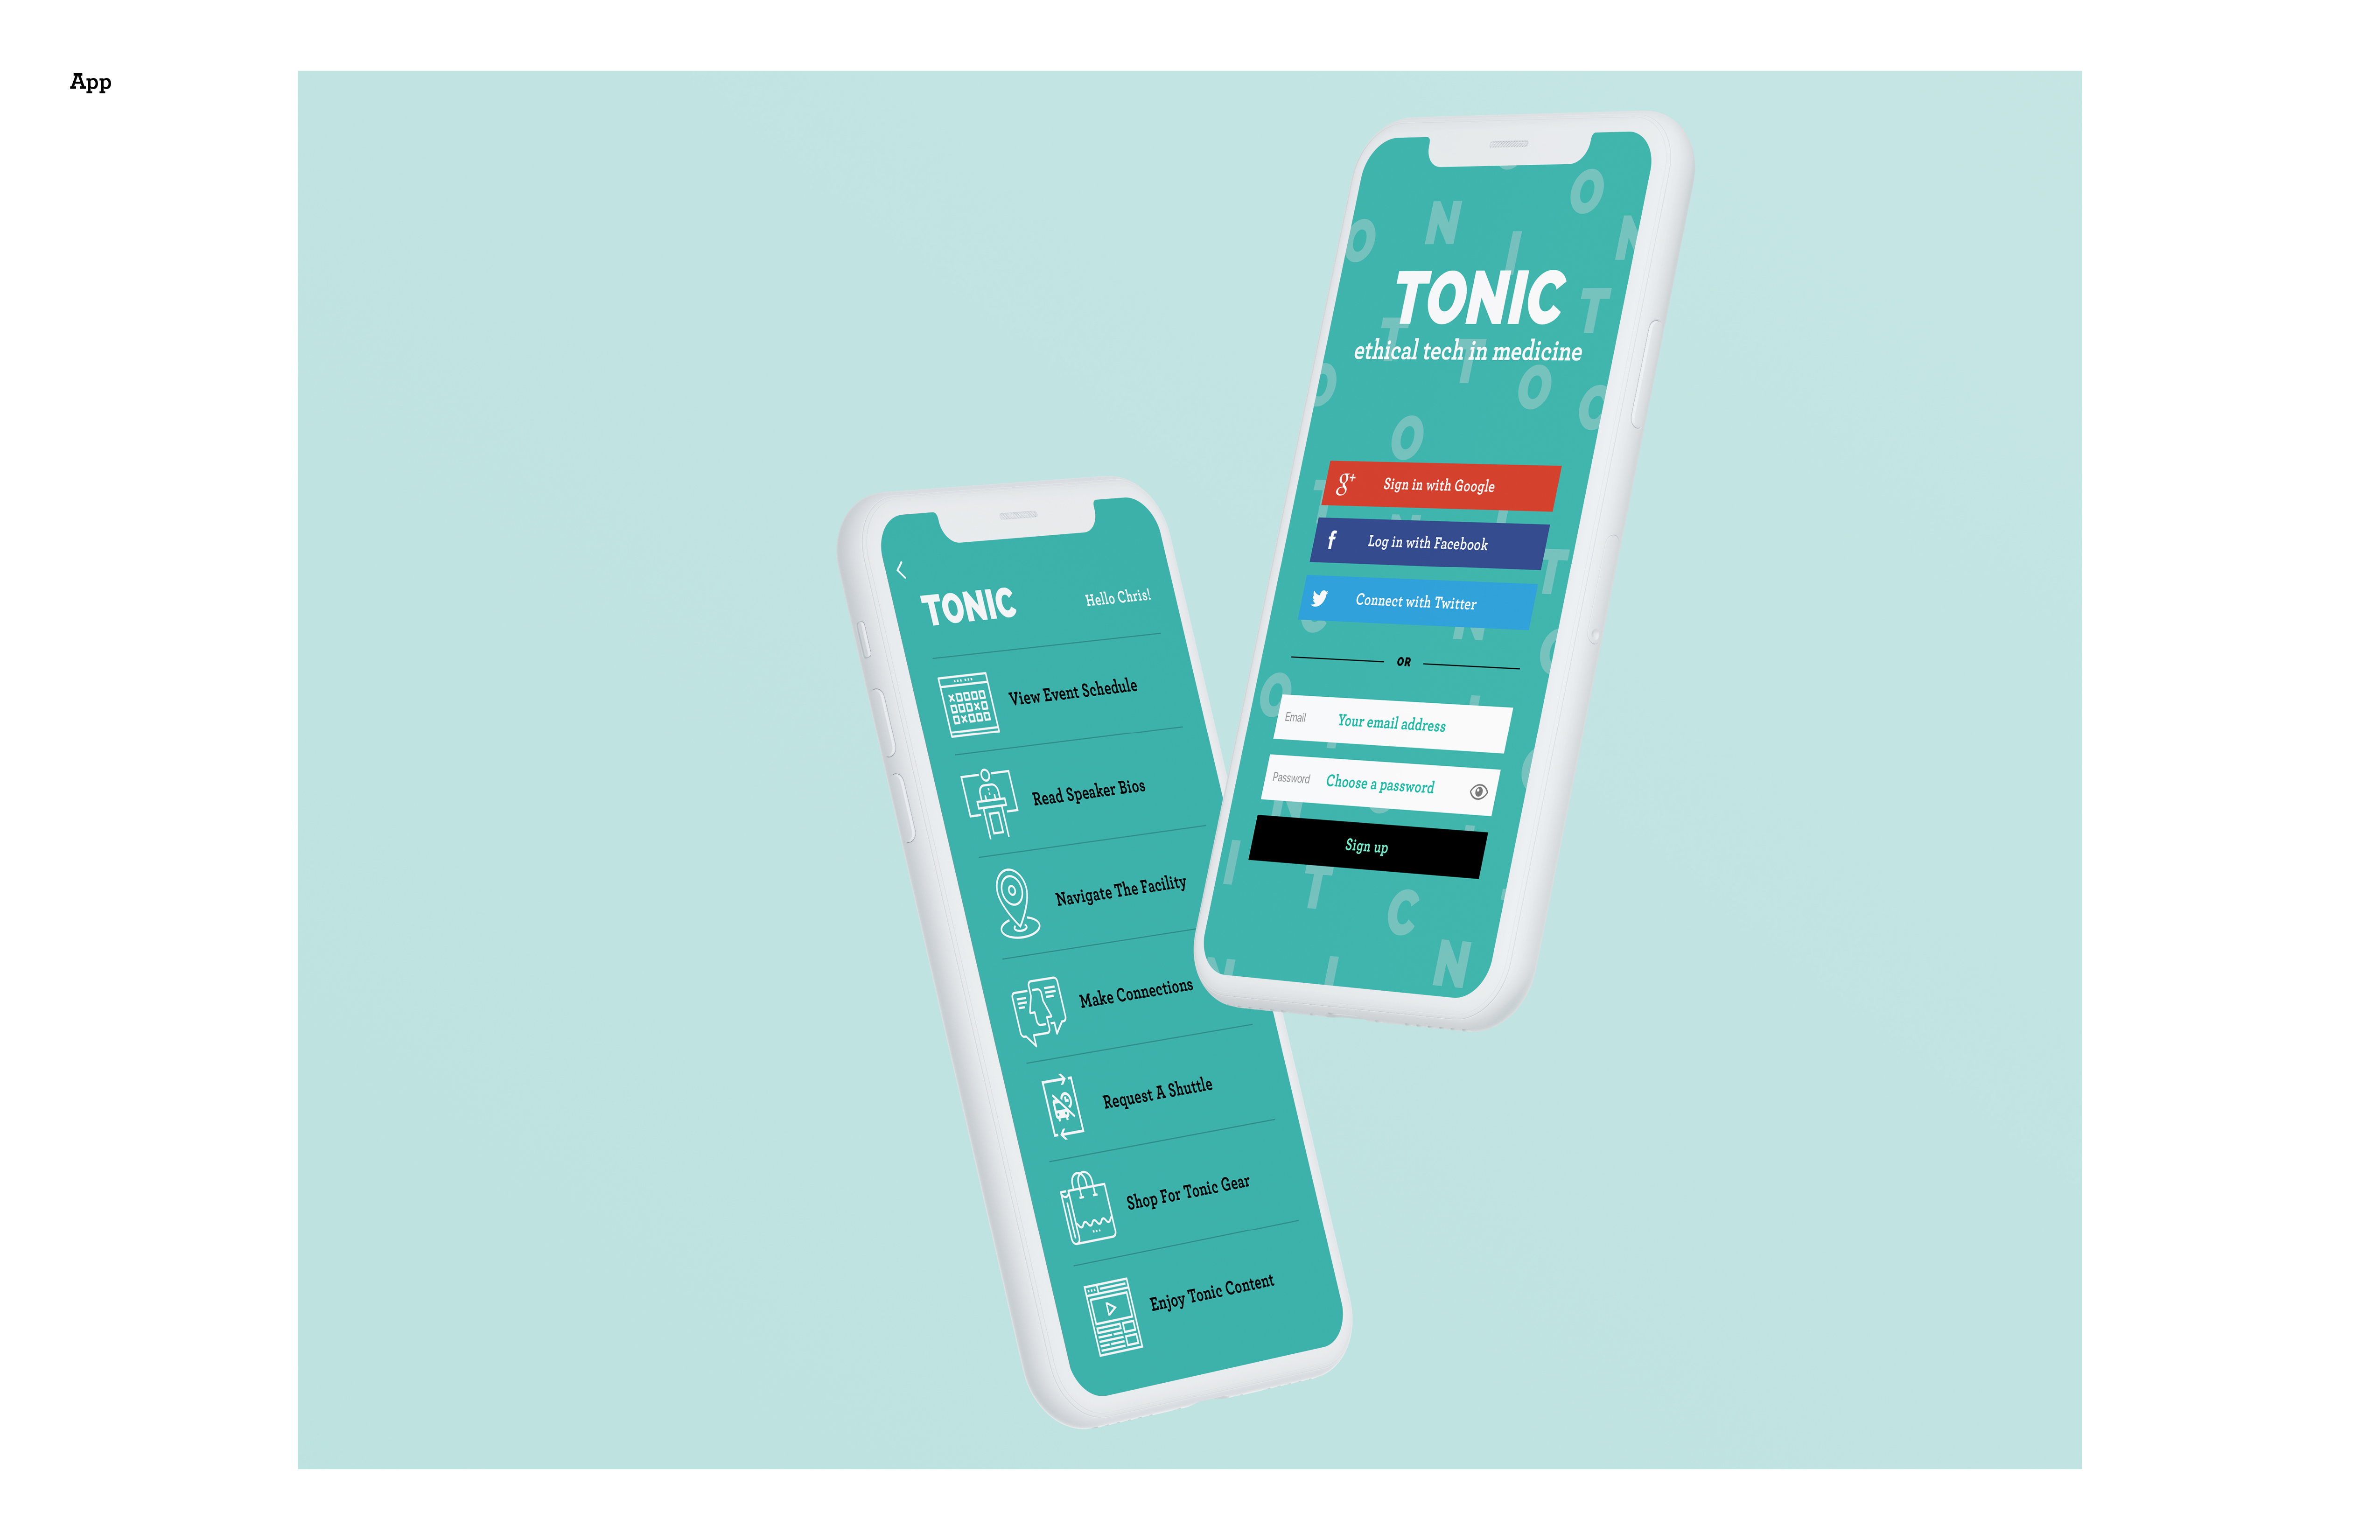 App
TONIC
Hello Chris!
View Event Schedule
Read Speaker Bios
Navigate The Facility
Make Connections
Request A Shuttle
Shop For Tonic Gear
Enjoy Tonic Content
TONIC
ethical tech in medicine
g+ Sign in with Google
f Log in with Facebook
Connect with Twitter
OR
Email Your email address
Password Choose a password
Sign up